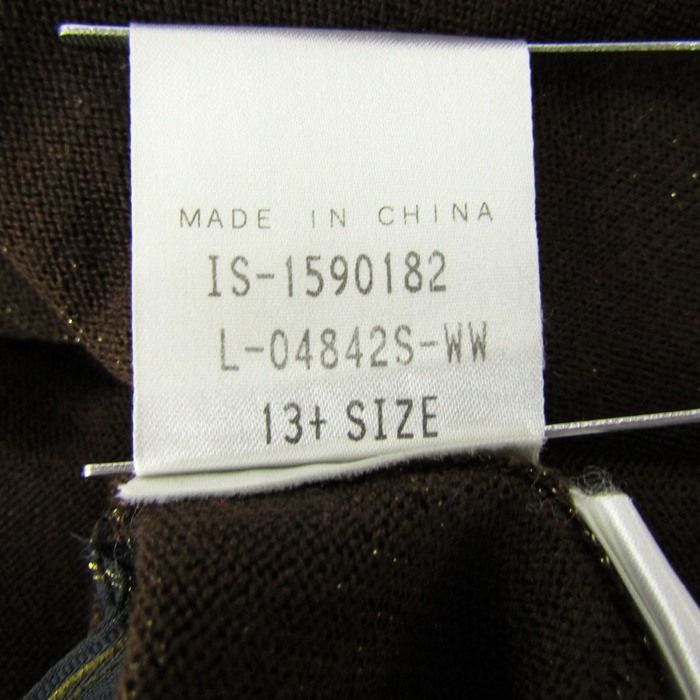 MADE IN CHINA
IS-1590182
L-04842S-WW
13+ SIZE